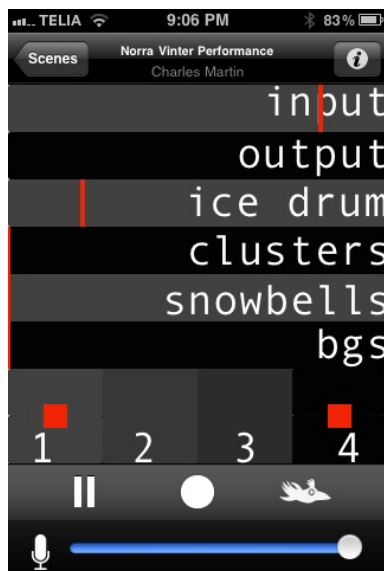 TELIA 9:06 PM 83%
Scenes
Norra Vinter Performance
Charles Martin
input
output
ice drum
clusters
snowbells
bgs
1 2 3 4